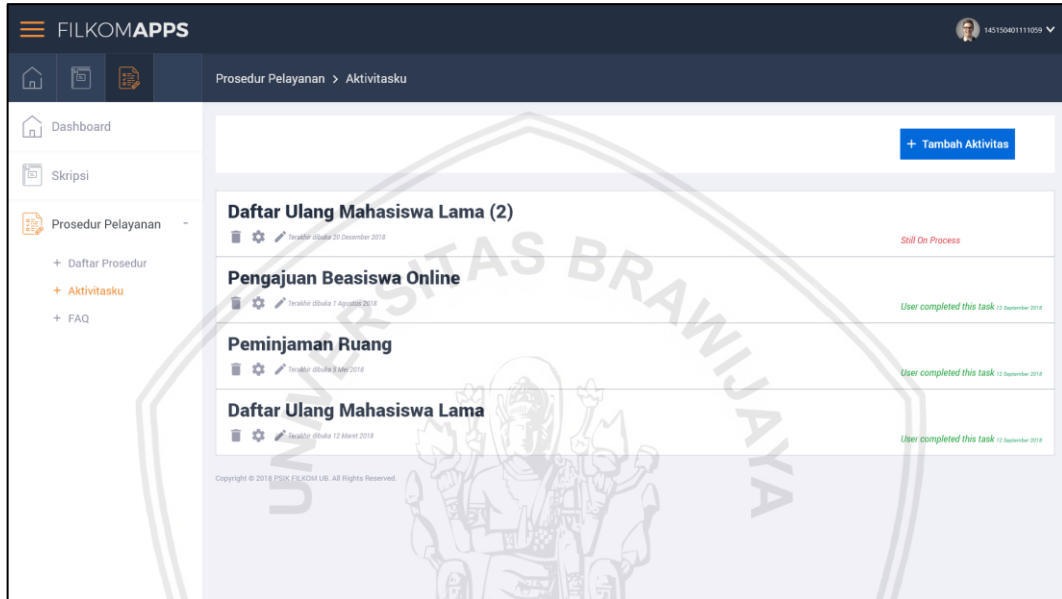 FILKOMAPPS
145150401111059
Prosedur Pelayanan > Aktivitasku
Dashboard
Skripsi
Prosedur Pelayanan -
+ Daftar Prosedur
+ Aktivitasku
+ FAQ
+ Tambah Aktivitas
Daftar Ulang Mahasiswa Lama (2)
Terakhir dibuka 20 Desember 2018
Still On Process
Pengajuan Beasiswa Online
Terakhir dibuka 1 Agustus 2018
User completed this task 12 September 2018
Peminjaman Ruang
Terakhir dibuka 9 Mei 2018
User completed this task 12 September 2018
Daftar Ulang Mahasiswa Lama
Terakhir dibuka 12 Maret 2018
User completed this task 12 September 2018
Copyright © 2018 PSIK FILKOM UB. All Rights Reserved.
UNIVERSITAS BRAWIJAYA